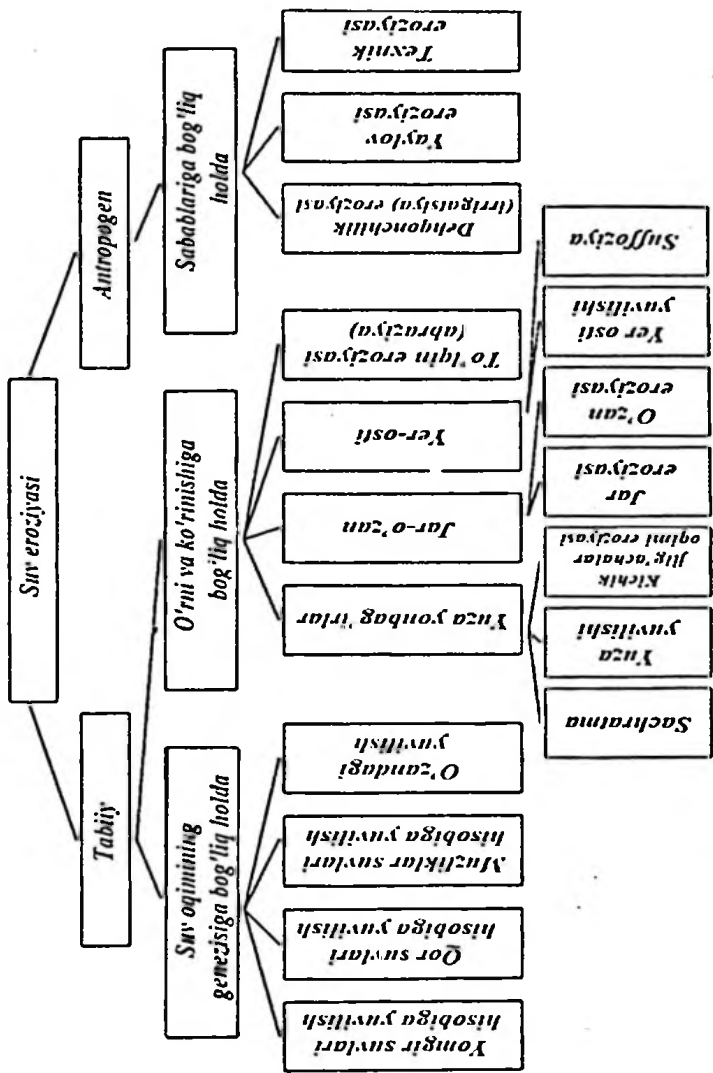 Suv eroziyasi
Tabiiy
Antropogen
Suv oqimining
genezisiga bog'liq holda
O'rni va ko'rinishiga
bog'liq holda
Sabablariga bog'liq
holda
Yomgir suvlari
hisobiga yuvilish
Qor suvlari
hisobiga yuvilish
Muzliklar suvlari
hisobiga yuvilish
O'zandagi
yuvilish
Yuza yonbag'irlar
Jar-o'zan
Yer-osti
To'lqin eroziyasi
(abraziya)
Dehqonchilik
(irrigatsiya) eroziyasi
Yaylov
eroziyasi
Texnik
eroziyasi
Sachratma
Yuza
yuvilishi
Kichik
jilg'achalar
oqimi eroziyasi
Jar
eroziyasi
O'zan
eroziyasi
Yer osti
yuvilishi
Suffoziya